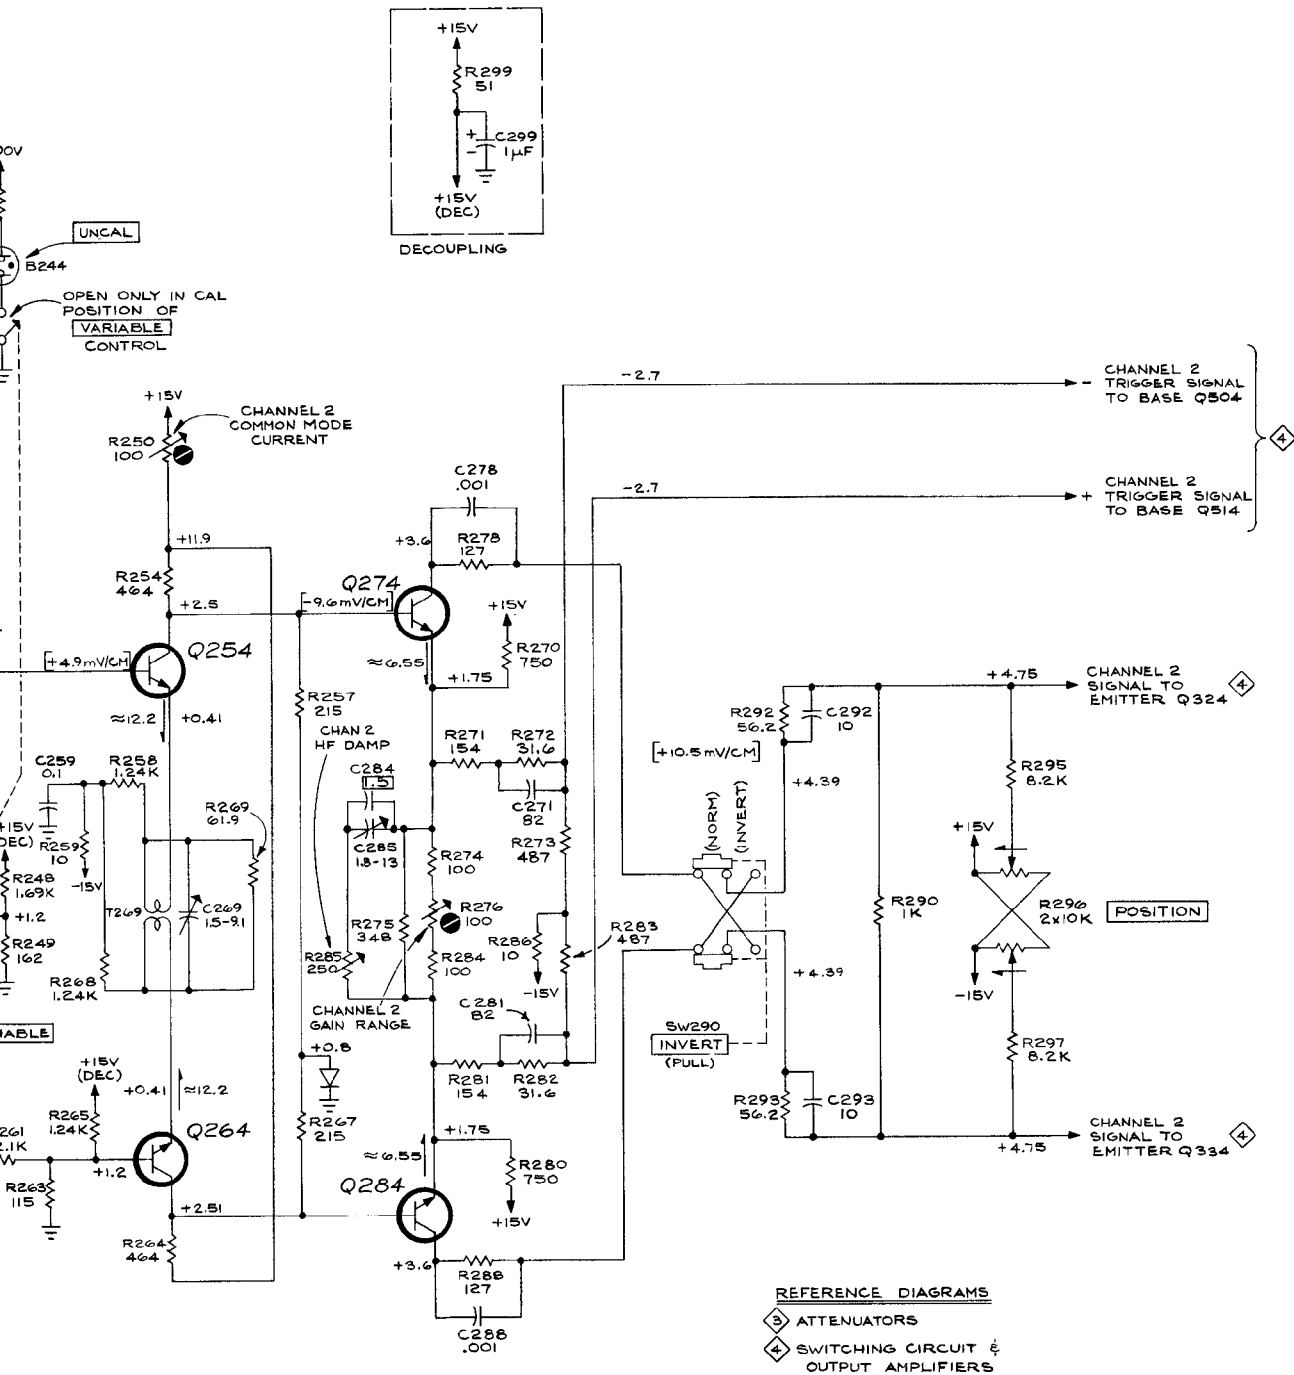 +15V
R299
51
+
C299
1µF
-
+15V
(DEC)
DECOUPLING
UNCAL
B244
OPEN ONLY IN CAL
POSITION OF
VARIABLE
CONTROL
+15V
R250
100
CHANNEL 2
COMMON MODE
CURRENT
-2.7
- CHANNEL 2
TRIGGER SIGNAL
TO BASE Q504
4
-2.7
+ CHANNEL 2
TRIGGER SIGNAL
TO BASE Q514
C278
.001
+3.6
R278
127
+11.9
R254
464
+2.5
Q274
[-9.6mV/CM]
+15V
R270
750
Q254
[+4.9mV/CM]
≈6.55
+1.75
≈12.2
+0.41
R257
215
CHAN 2
HF DAMP
C284
1.5
C285
1.8-13
R271
154
R272
31.6
C271
82
R273
487
R274
100
R276
100
R275
348
R284
100
R285
250
CHANNEL 2
GAIN RANGE
C259
0.1
R258
1.24K
R259
10
-15V
+15V
(DEC)
R248
1.69K
+1.2
R249
162
R268
1.24K
T269
C269
1.5-9.1
R269
61.9
R286
10
-15V
R283
487
C281
82
R281
154
R282
31.6
[+10.5mV/CM]
(NORM)
(INVERT)
SW290
INVERT
(PULL)
R292
56.2
C292
10
+4.39
+4.75
CHANNEL 2
SIGNAL TO
EMITTER Q324
4
R295
8.2K
+15V
R290
1K
R296
2x10K
POSITION
-15V
+4.39
R297
8.2K
R293
56.2
C293
10
+4.75
CHANNEL 2
SIGNAL TO
EMITTER Q334
4
+0.8
R267
215
+15V
(DEC)
R265
1.24K
+0.41
≈12.2
Q264
+1.2
R263
115
+2.51
R264
464
≈6.55
+1.75
R280
750
+15V
Q284
+3.6
R288
127
C288
.001
REFERENCE DIAGRAMS
3 ATTENUATORS
4 SWITCHING CIRCUIT &
OUTPUT AMPLIFIERS